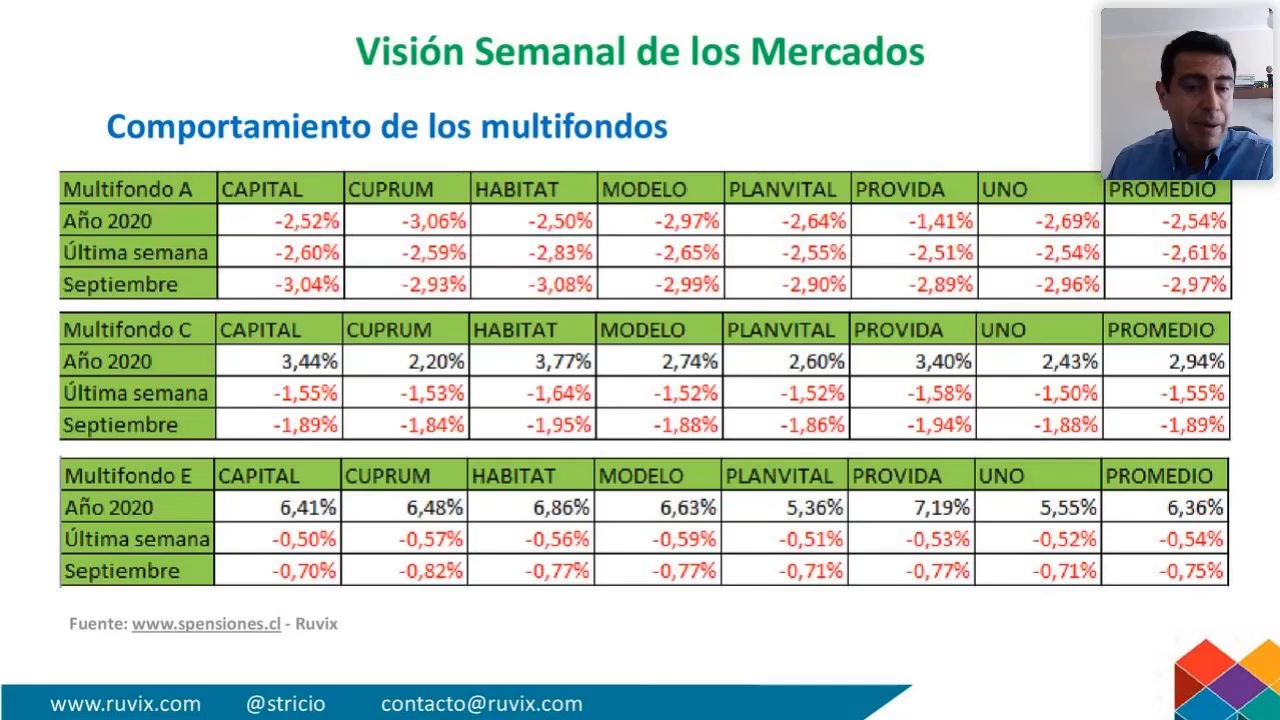 Visión Semanal de los Mercados
Comportamiento de los multifondos
Multifondo A CAPITAL CUPRUM HABITAT MODELO PLANVITAL PROVIDA UNO PROMEDIO
Año 2020 -2,52% -3,06% -2,50% -2,97% -2,64% -1,41% -2,69% -2,54%
Última semana -2,60% -2,59% -2,83% -2,65% -2,55% -2,51% -2,54% -2,61%
Septiembre -3,04% -2,93% -3,08% -2,99% -2,90% -2,89% -2,96% -2,97%
Multifondo C CAPITAL CUPRUM HABITAT MODELO PLANVITAL PROVIDA UNO PROMEDIO
Año 2020 3,44% 2,20% 3,77% 2,74% 2,60% 3,40% 2,43% 2,94%
Última semana -1,55% -1,53% -1,64% -1,52% -1,52% -1,58% -1,50% -1,55%
Septiembre -1,89% -1,84% -1,95% -1,88% -1,86% -1,94% -1,88% -1,89%
Multifondo E CAPITAL CUPRUM HABITAT MODELO PLANVITAL PROVIDA UNO PROMEDIO
Año 2020 6,41% 6,48% 6,86% 6,63% 5,36% 7,19% 5,55% 6,36%
Última semana -0,50% -0,57% -0,56% -0,59% -0,51% -0,53% -0,52% -0,54%
Septiembre -0,70% -0,82% -0,77% -0,77% -0,71% -0,77% -0,71% -0,75%
Fuente: www.spensiones.cl - Ruvix
www.ruvix.com @stricio contacto@ruvix.com